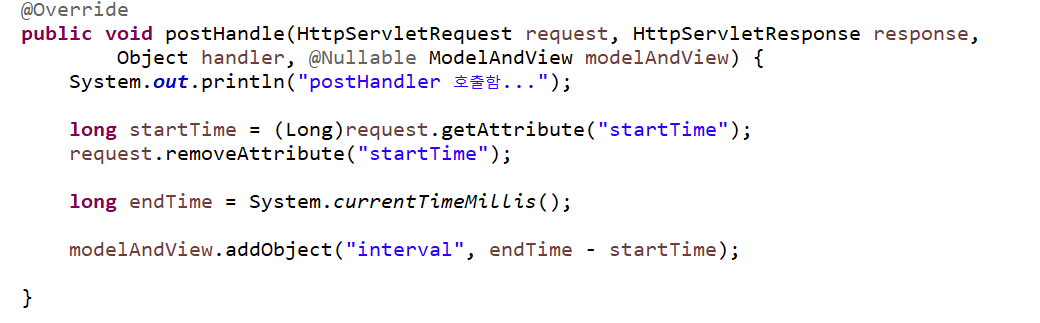 @Override
public void postHandle(HttpServletRequest request, HttpServletResponse response,
        Object handler, @Nullable ModelAndView modelAndView) {
    System.out.println("postHandler 호출함...");

    long startTime = (Long)request.getAttribute("startTime");
    request.removeAttribute("startTime");

    long endTime = System.currentTimeMillis();

    modelAndView.addObject("interval", endTime - startTime);

}